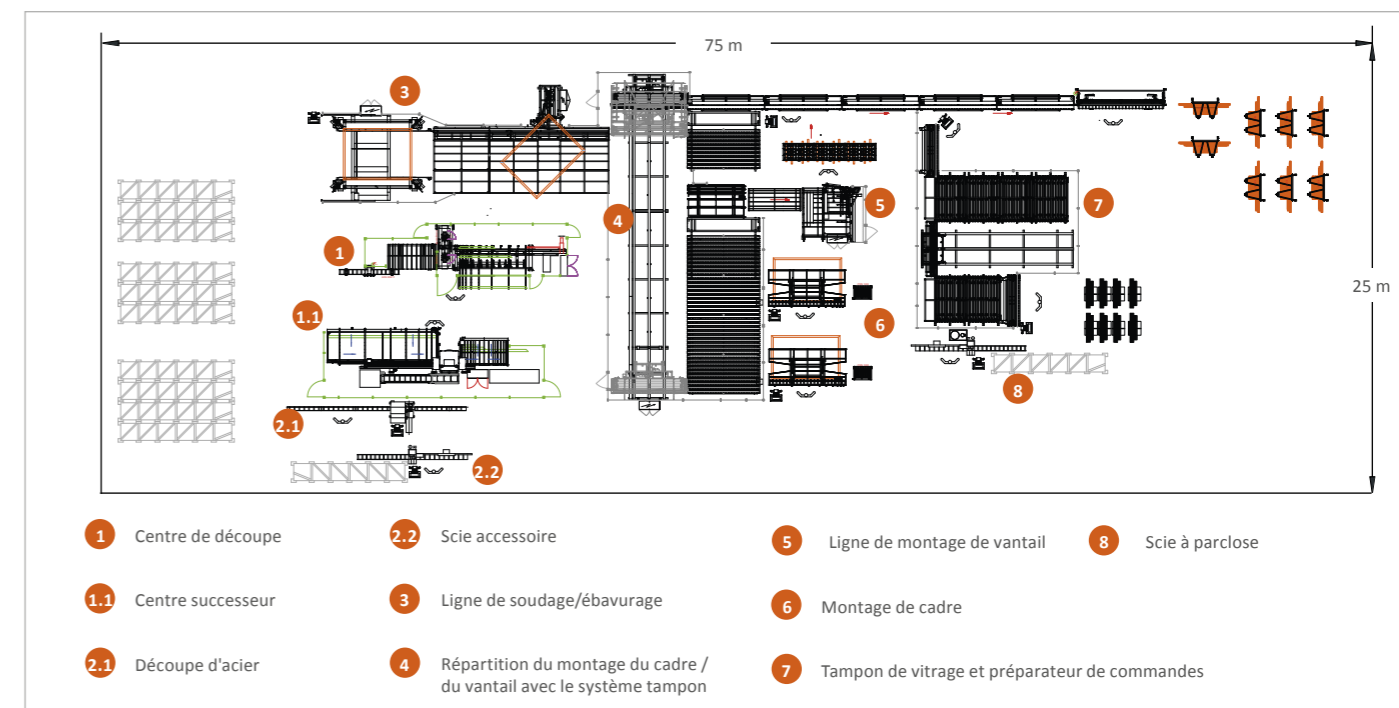 75 m
3
4
5
7
1
25 m
1.1
6
8
2.1
2.2
1 Centre de découpe
2.2 Scie accessoire
5 Ligne de montage de vantail
8 Scie à parclose
1.1 Centre successeur
3 Ligne de soudage/ébavurage
6 Montage de cadre
2.1 Découpe d'acier
4 Répartition du montage du cadre /
du vantail avec le système tampon
7 Tampon de vitrage et préparateur de commandes